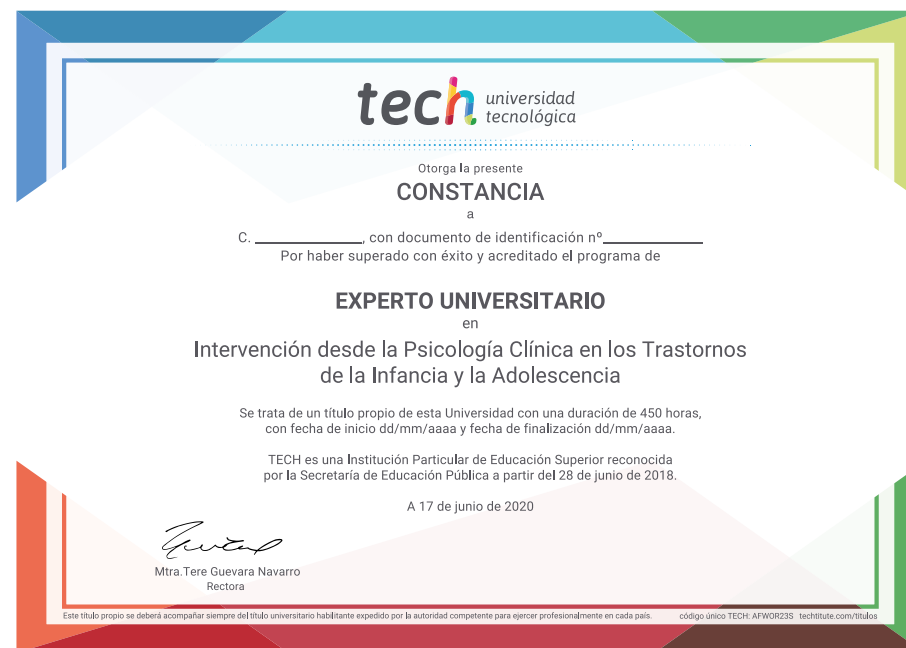 tech universidad
tecnológica
Otorga la presente
CONSTANCIA
a
C. ____________, con documento de identificación nº____________
Por haber superado con éxito y acreditado el programa de
EXPERTO UNIVERSITARIO
en
Intervención desde la Psicología Clínica en los Trastornos
de la Infancia y la Adolescencia
Se trata de un título propio de esta Universidad con una duración de 450 horas,
con fecha de inicio dd/mm/aaaa y fecha de finalización dd/mm/aaaa.
TECH es una Institución Particular de Educación Superior reconocida
por la Secretaría de Educación Pública a partir del 28 de junio de 2018.
A 17 de junio de 2020
Mtra.Tere Guevara Navarro
Rectora
Este título propio se deberá acompañar siempre del título universitario habilitante expedido por la autoridad competente para ejercer profesionalmente en cada país. código único TECH: AFWOR23S techtitute.com/titulos